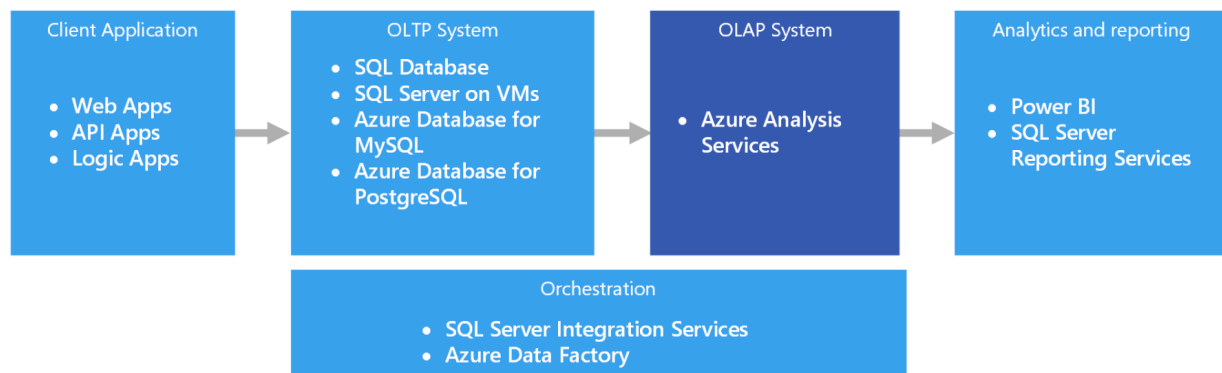 Client Application
• Web Apps
• API Apps
• Logic Apps
OLTP System
• SQL Database
• SQL Server on VMs
• Azure Database for
MySQL
• Azure Database for
PostgreSQL
OLAP System
• Azure Analysis
Services
Analytics and reporting
• Power BI
• SQL Server
Reporting Services
Orchestration
• SQL Server Integration Services
• Azure Data Factory